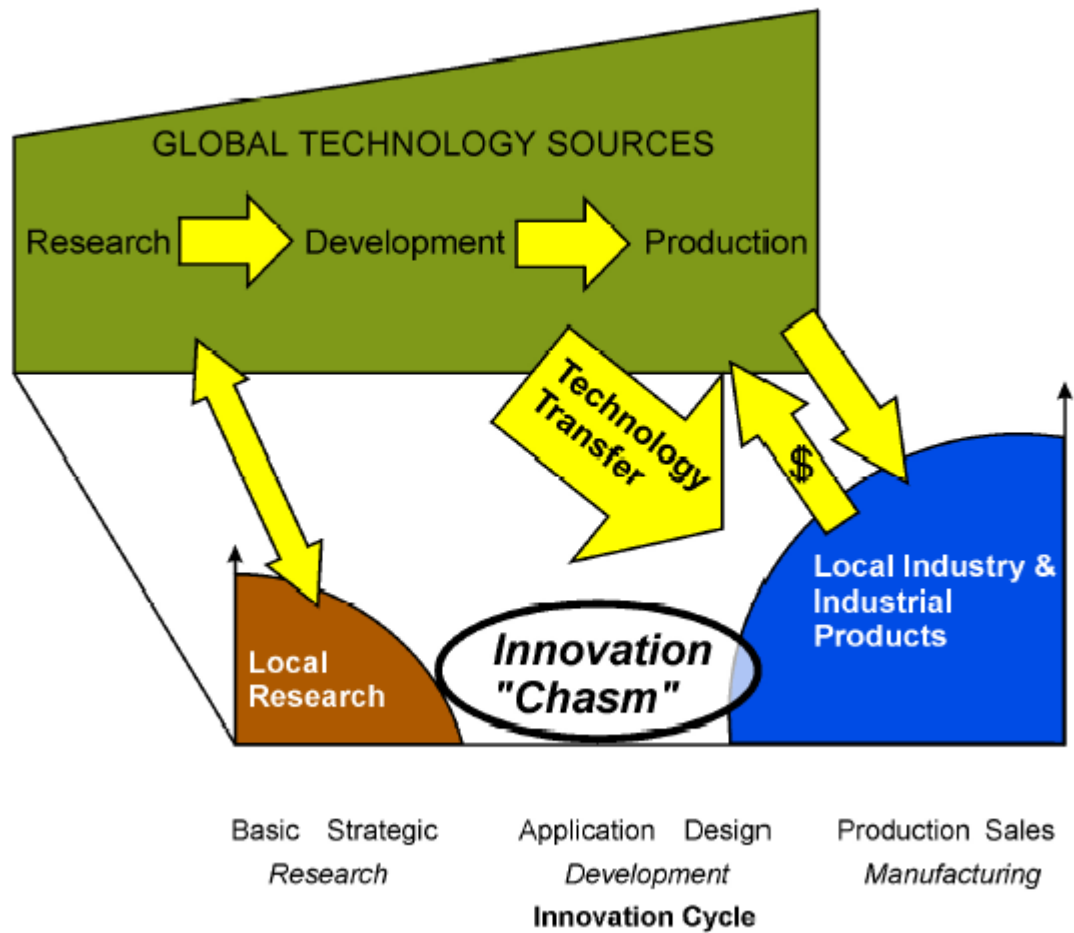 GLOBAL TECHNOLOGY SOURCES
Research
Development
Production
Technology
Transfer
$
Local Industry &
Industrial
Products
Innovation
"Chasm"
Local
Research
Basic Strategic
Application Design
Production Sales
Research
Development
Manufacturing
Innovation Cycle